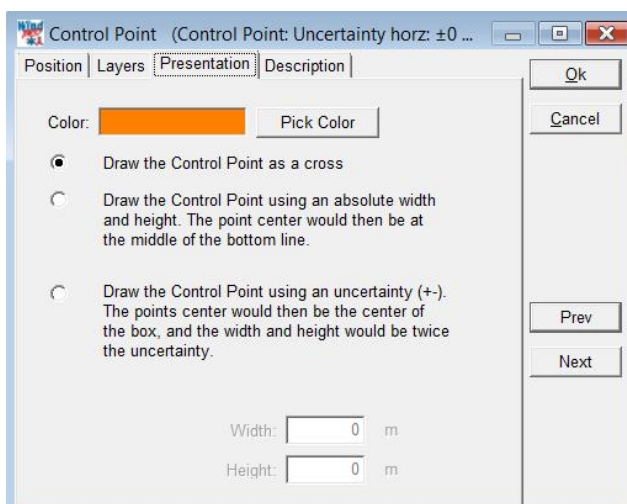 Control Point (Control Point: Uncertainty horz: ±0 ...
Position Layers Presentation Description
Ok
Cancel
Color: Pick Color
Draw the Control Point as a cross
Draw the Control Point using an absolute width
and height. The point center would then be at
the middle of the bottom line.
Draw the Control Point using an uncertainty (+-).
The points center would then be the center of
the box, and the width and height would be twice
the uncertainty.
Prev
Next
Width: 0 m
Height: 0 m